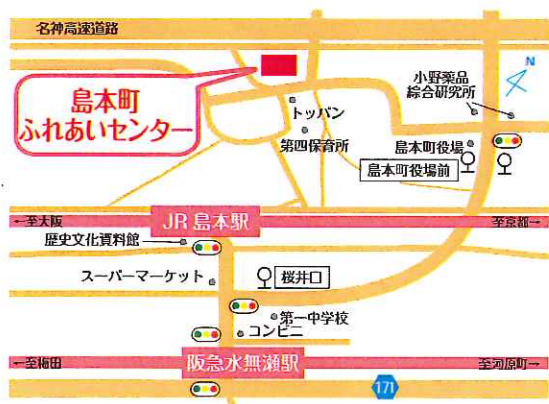 名神高速道路
N
小野薬品
綜合研究所
島本町
ふれあいセンター
トッパン
第四保育所
島本町役場
島本町役場前
←至大阪
JR 島本駅
至京都→
歴史文化資料館
スーパーマーケット
桜井口
第一中学校
コンビニ
←至梅田
阪急水無瀬駅
至河原町→
171